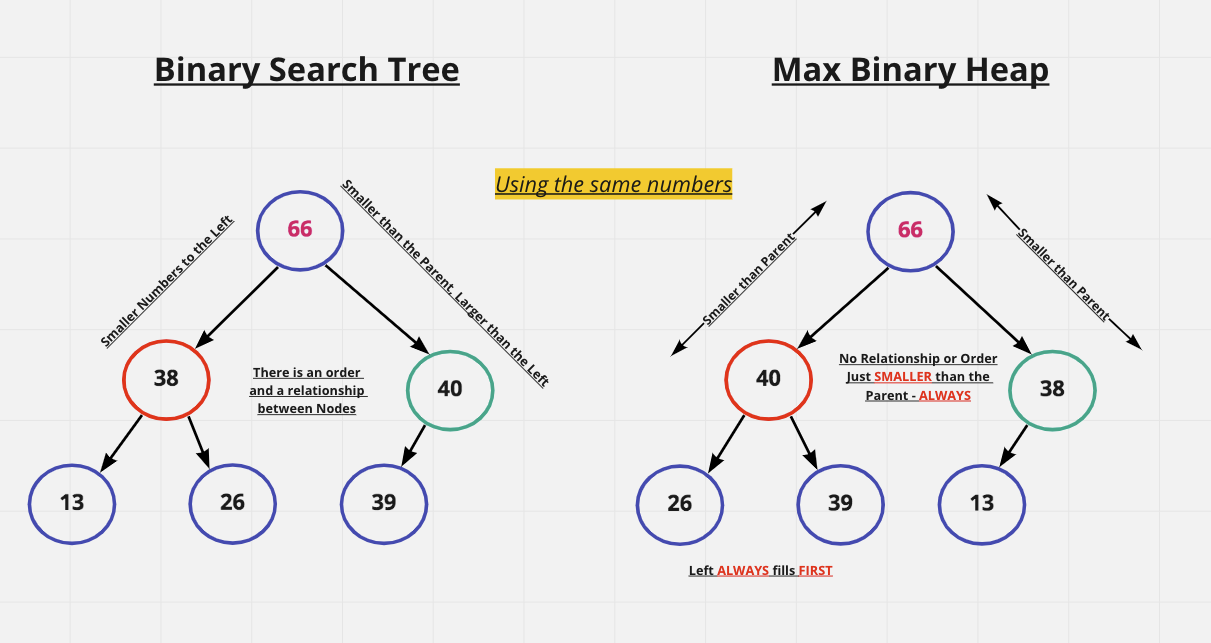 Binary Search Tree
Max Binary Heap
Using the same numbers
Smaller Numbers to the Left
66
Smaller than the Parent, Larger than the Left
38
There is an order
and a relationship
between Nodes
40
13
26
39
Smaller than Parent
66
Smaller than Parent
40
No Relationship or Order
Just SMALLER than the
Parent - ALWAYS
38
26
39
13
Left ALWAYS fills FIRST